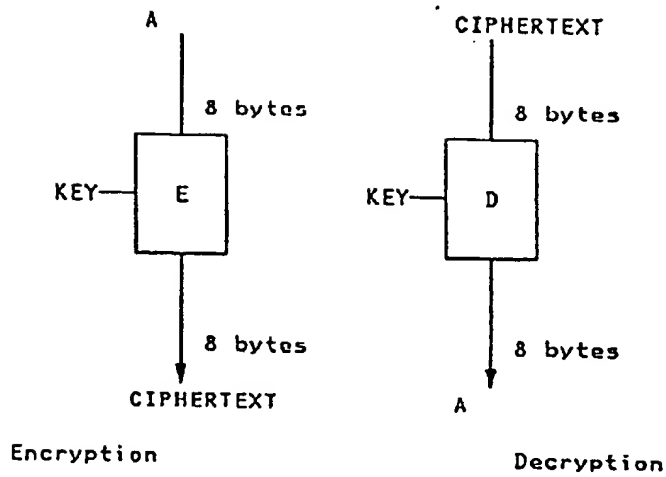 A
8 bytes
KEY
E
8 bytes
CIPHERTEXT
Encryption
CIPHERTEXT
8 bytes
KEY
D
8 bytes
A
Decryption